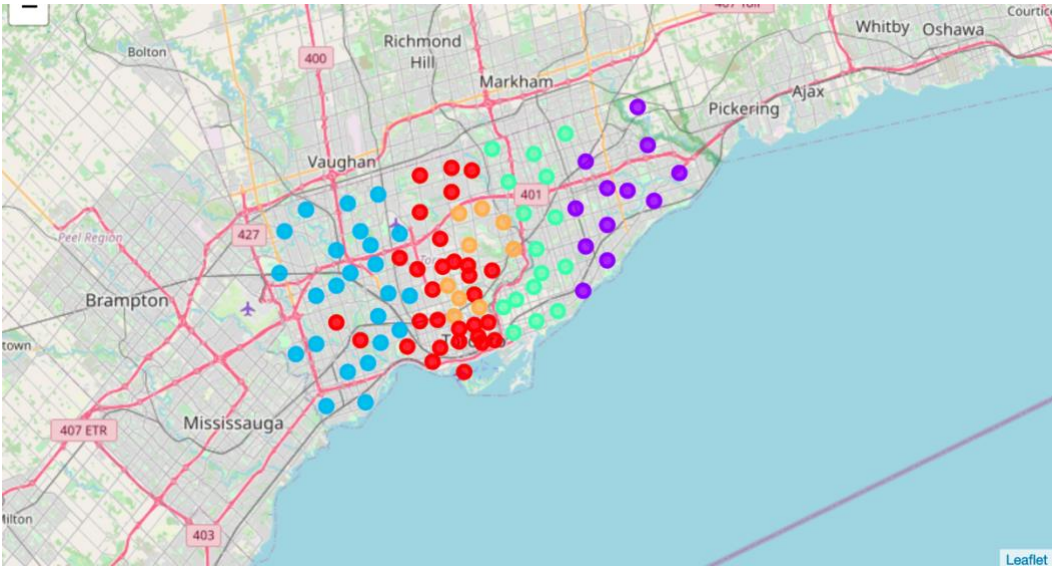 407 Toll
Courtice
Whitby
Oshawa
Richmond
Hill
Bolton
400
Markham
Ajax
Pickering
Vaughan
401
427
Peel Region
Brampton
town
Mississauga
407 ETR
403
Leaflet